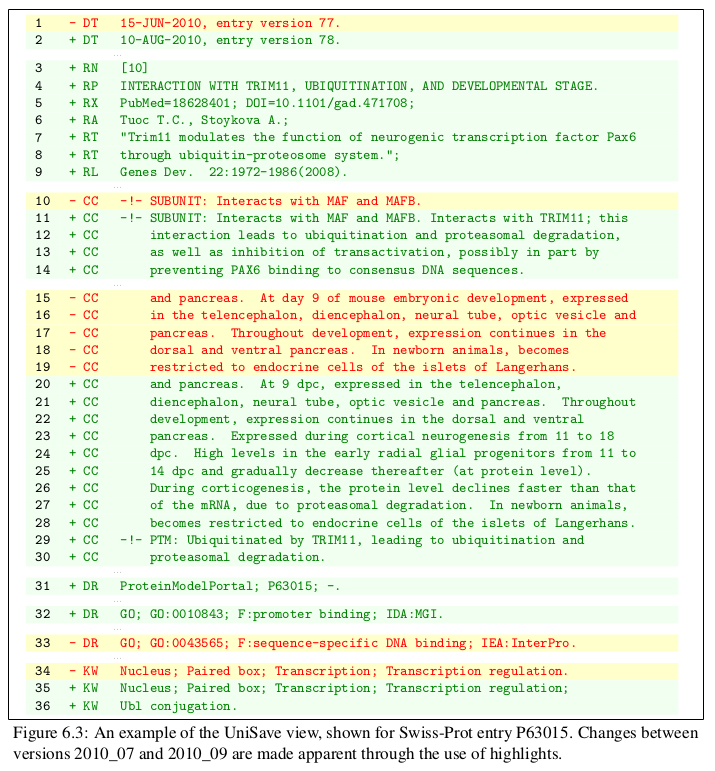 1 - DT 15-JUN-2010, entry version 77.
2 + DT 10-AUG-2010, entry version 78.
...
3 + RN [10]
4 + RP INTERACTION WITH TRIM11, UBIQUITINATION, AND DEVELOPMENTAL STAGE.
5 + RX PubMed=18628401; DOI=10.1101/gad.471708;
6 + RA Tuoc T.C., Stoykova A.;
7 + RT "Trim11 modulates the function of neurogenic transcription factor Pax6
8 + RT through ubiquitin-proteosome system.";
9 + RL Genes Dev. 22:1972-1986(2008).
...
10 - CC -!- SUBUNIT: Interacts with MAF and MAFB.
11 + CC -!- SUBUNIT: Interacts with MAF and MAFB. Interacts with TRIM11; this
12 + CC interaction leads to ubiquitination and proteasomal degradation,
13 + CC as well as inhibition of transactivation, possibly in part by
14 + CC preventing PAX6 binding to consensus DNA sequences.
...
15 - CC and pancreas. At day 9 of mouse embryonic development, expressed
16 - CC in the telencephalon, diencephalon, neural tube, optic vesicle and
17 - CC pancreas. Throughout development, expression continues in the
18 - CC dorsal and ventral pancreas. In newborn animals, becomes
19 - CC restricted to endocrine cells of the islets of Langerhans.
20 + CC and pancreas. At 9 dpc, expressed in the telencephalon,
21 + CC diencephalon, neural tube, optic vesicle and pancreas. Throughout
22 + CC development, expression continues in the dorsal and ventral
23 + CC pancreas. Expressed during cortical neurogenesis from 11 to 18
24 + CC dpc. High levels in the early radial glial progenitors from 11 to
25 + CC 14 dpc and gradually decrease thereafter (at protein level).
26 + CC During corticogenesis, the protein level declines faster than that
27 + CC of the mRNA, due to proteasomal degradation. In newborn animals,
28 + CC becomes restricted to endocrine cells of the islets of Langerhans.
29 + CC -!- PTM: Ubiquitinated by TRIM11, leading to ubiquitination and
30 + CC proteasomal degradation.
...
31 + DR ProteinModelPortal; P63015; -.
...
32 + DR GO; GO:0010843; F:promoter binding; IDA:MGI.
...
33 - DR GO; GO:0043565; F:sequence-specific DNA binding; IEA:InterPro.
...
34 - KW Nucleus; Paired box; Transcription; Transcription regulation.
35 + KW Nucleus; Paired box; Transcription; Transcription regulation;
36 + KW Ubl conjugation.
Figure 6.3: An example of the UniSave view, shown for Swiss-Prot entry P63015. Changes between
versions 2010_07 and 2010_09 are made apparent through the use of highlights.